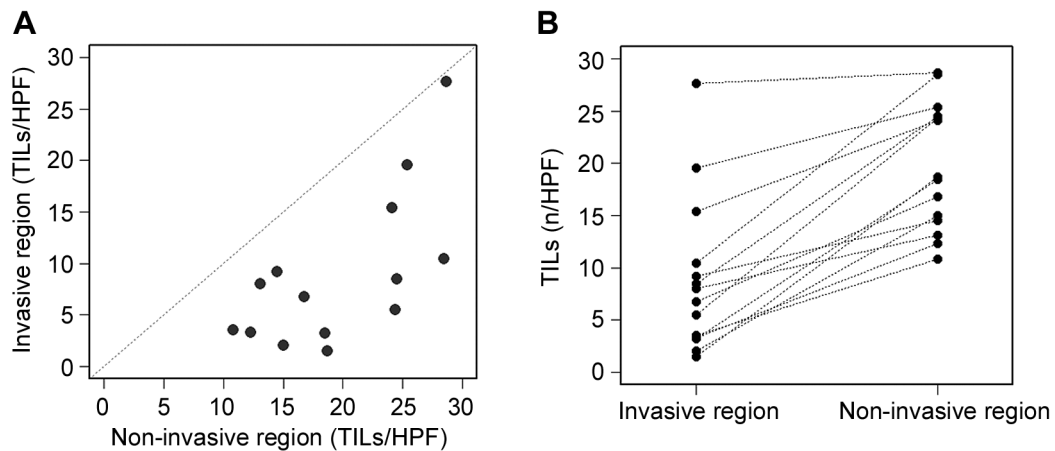 A
Invasive region (TILs/HPF)
30
25
20
15
10
5
0
0 5 10 15 20 25 30
Non-invasive region (TILs/HPF)
B
TILs (n/HPF)
30
25
20
15
10
5
0
Invasive region Non-invasive region